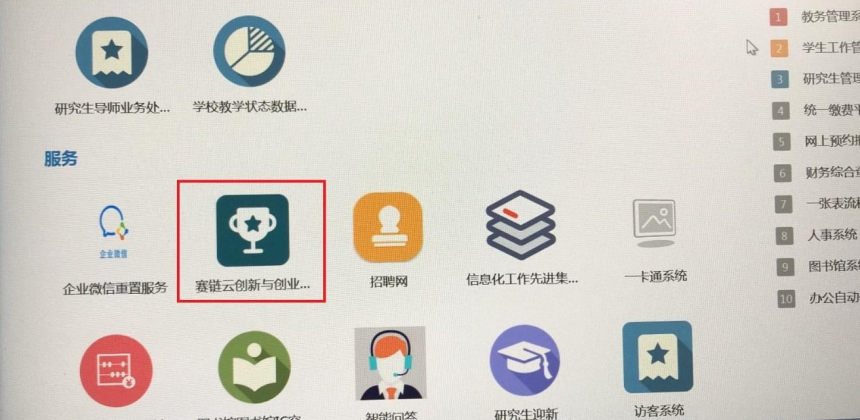 研究生导师业务处...
学校教学状态数据...
服务
企业微信
企业微信重置服务
赛链云创新与创业...
招聘网
信息化工作先进集...
一卡通系统
智能问答
研究生迎新
访客系统
1 教务管理系
2 学生工作管
3 研究生管理
4 统一缴费平
5 网上预约报
6 财务综合查
7 一张表流程
8 人事系统
9 图书馆系统
10 办公自动